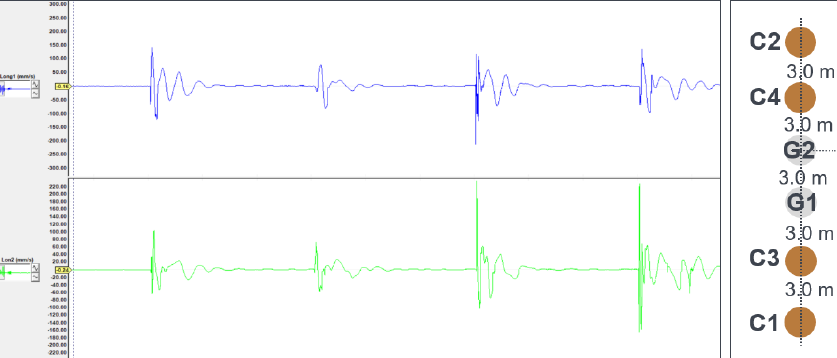 300.00
250.00
200.00
150.00
100.00
50.00
Long1 (mm/s)
-0.16
-50.00
-100.00
-150.00
-200.00
-250.00
-300.00
220.00
200.00
180.00
160.00
140.00
120.00
100.00
80.00
60.00
40.00
20.00
Lon2 (mm/s)
-0.24
-20.00
-40.00
-60.00
-80.00
-100.00
-120.00
-140.00
-160.00
-180.00
-200.00
-220.00
C2
3.0 m
C4
3.0 m
G2
3.0 m
G1
3.0 m
C3
3.0 m
C1